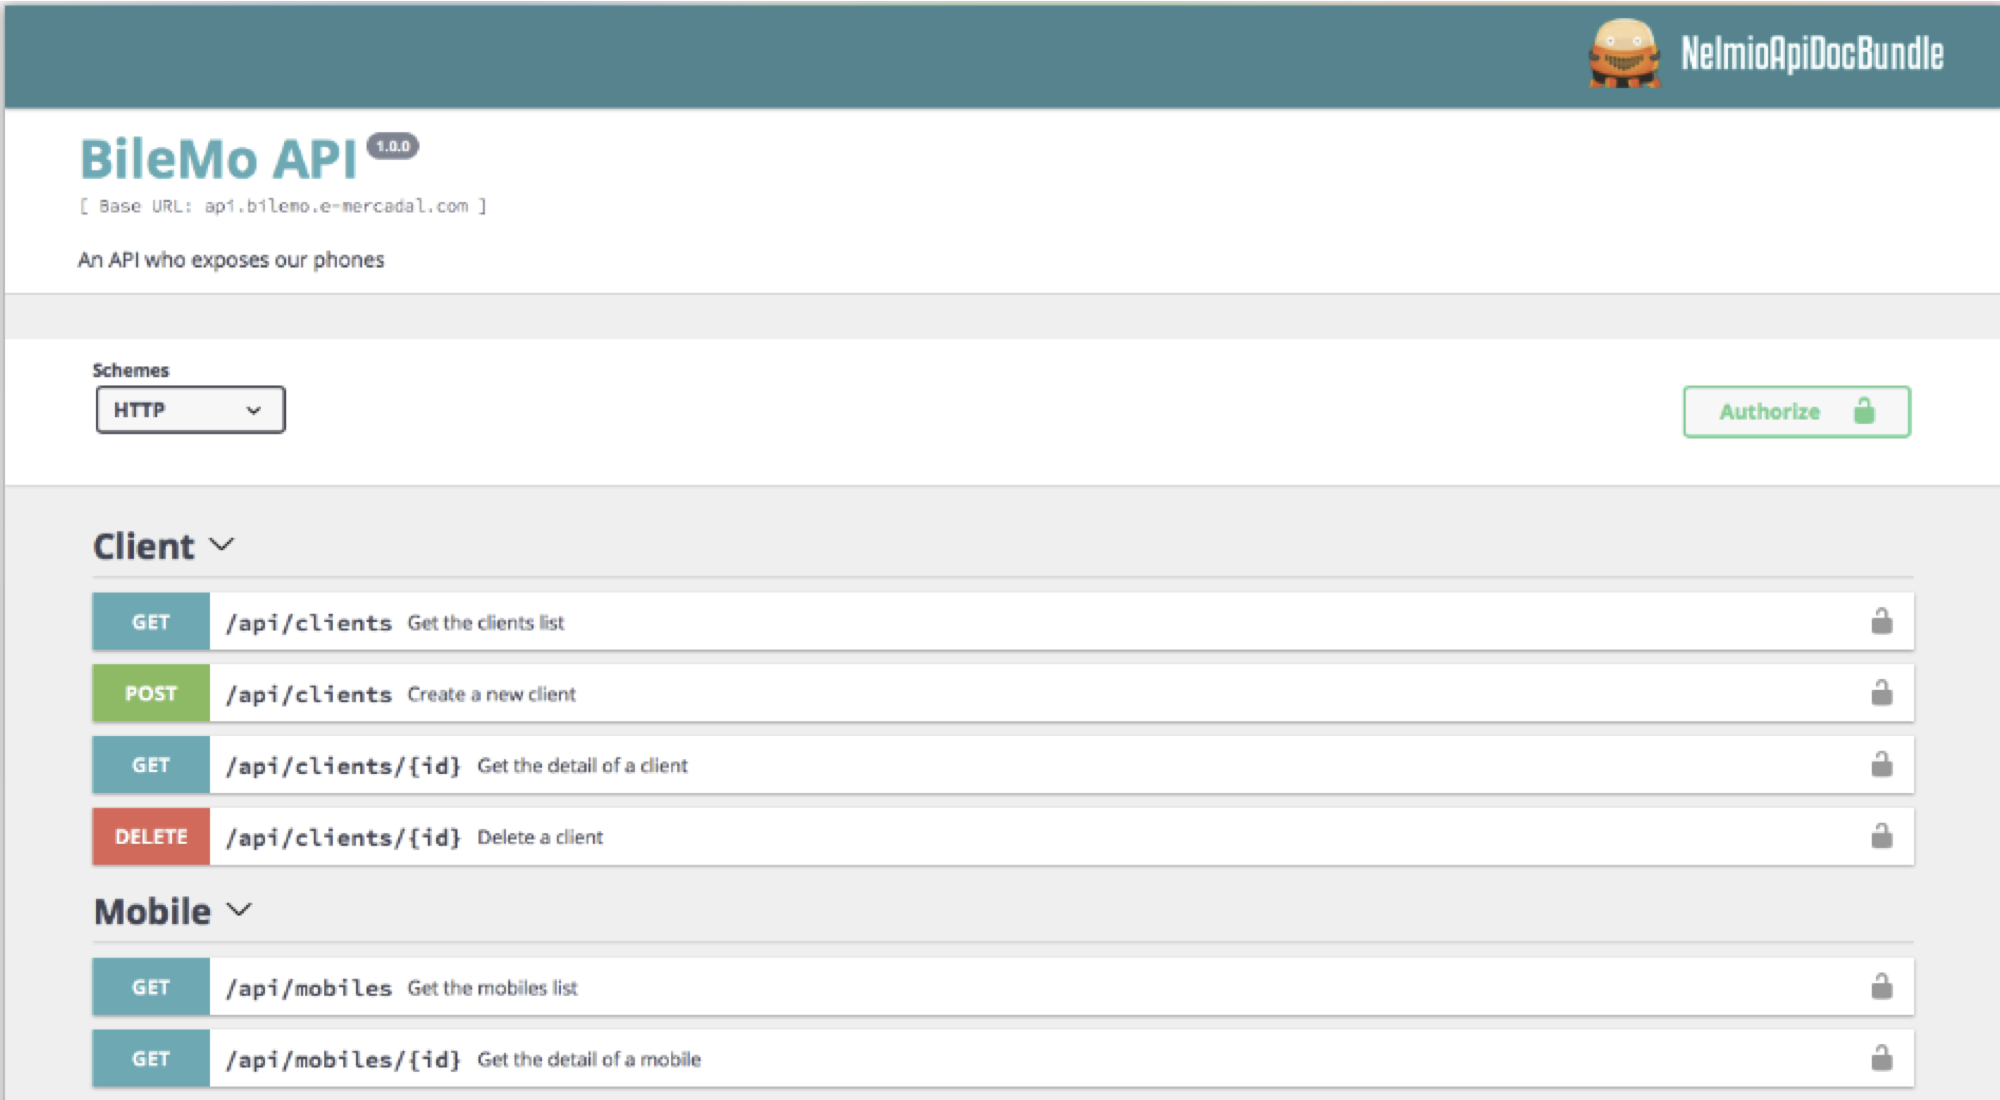 NelmioApiDocBundle
BileMo API 1.0.0
[ Base URL: api.bilemo.e-mercadal.com ]
An API who exposes our phones
Schemes
HTTP
Authorize
Client
GET /api/clients Get the clients list
POST /api/clients Create a new client
GET /api/clients/{id} Get the detail of a client
DELETE /api/clients/{id} Delete a client
Mobile
GET /api/mobiles Get the mobiles list
GET /api/mobiles/{id} Get the detail of a mobile